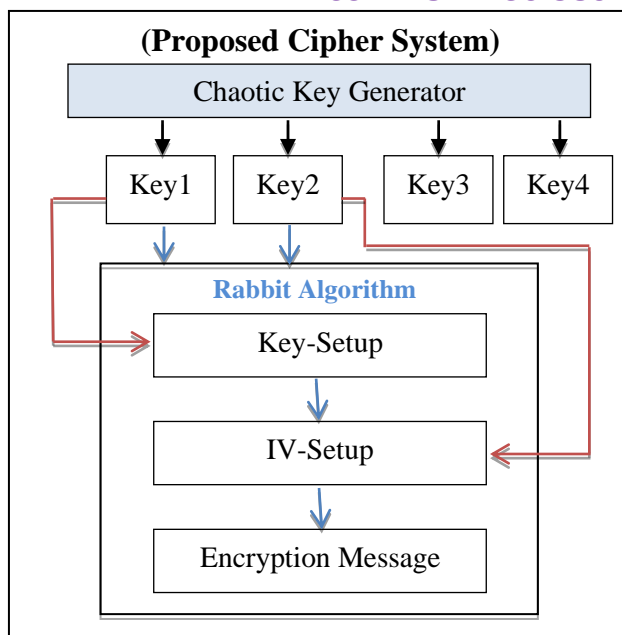 (Proposed Cipher System)
Chaotic Key Generator
Key1 Key2 Key3 Key4
Rabbit Algorithm
Key-Setup
IV-Setup
Encryption Message